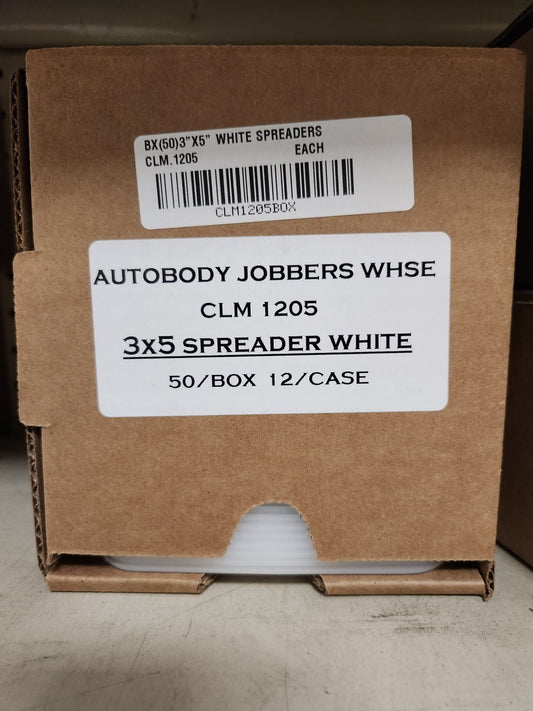 BX(50)3"X5" WHITE SPREADERS
CLM.1205 EACH
CLM1205BOX
AUTOBODY JOBBERS WHSE
CLM 1205
3X5 SPREADER WHITE
50/BOX 12/CASE